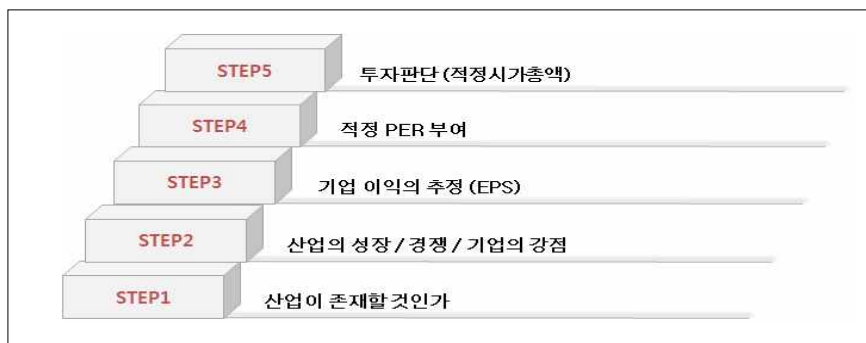 STEP5 투자판단 (적정시가총액)
STEP4 적정 PER 부여
STEP3 기업 이익의 추정 (EPS)
STEP2 산업의 성장 / 경쟁 / 기업의 강점
STEP1 산업이 존재할것인가